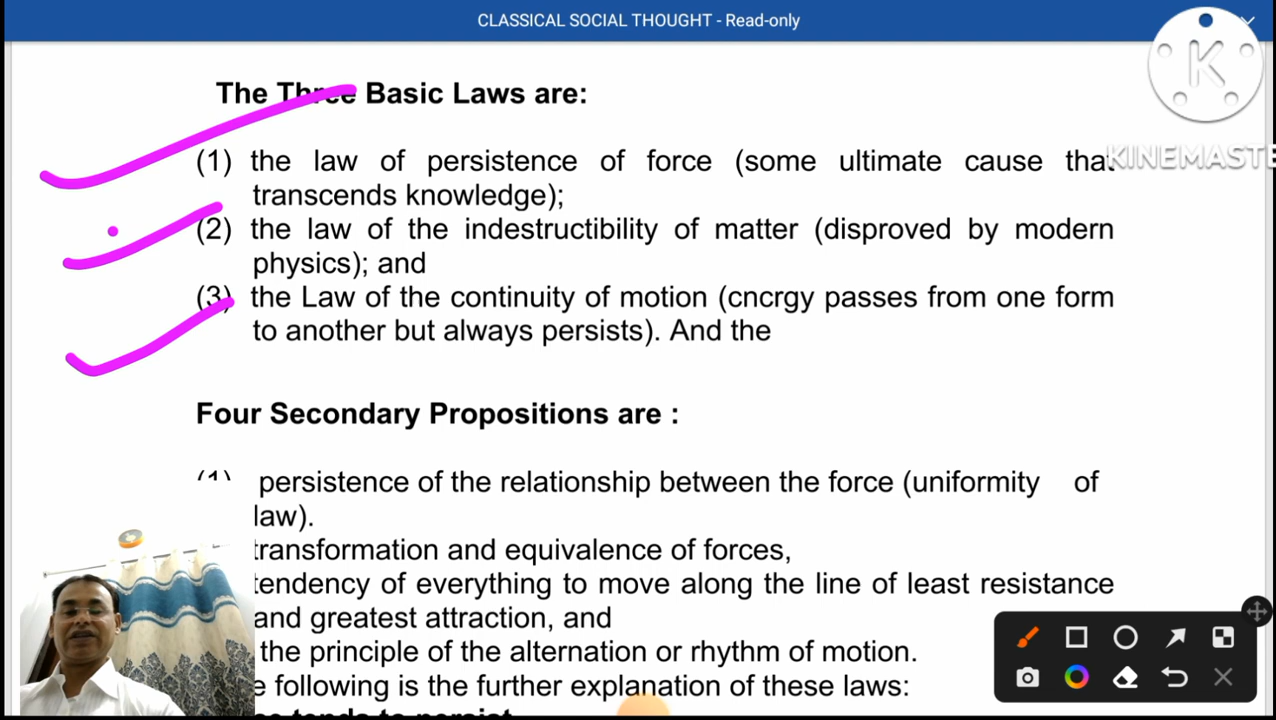 CLASSICAL SOCIAL THOUGHT - Read-only
K
KINEMASTE
The Three Basic Laws are:
(1) the law of persistence of force (some ultimate cause that
transcends knowledge);
(2) the law of the indestructibility of matter (disproved by modern
physics); and
(3) the Law of the continuity of motion (cncrgy passes from one form
to another but always persists). And the
Four Secondary Propositions are :
(1) persistence of the relationship between the force (uniformity of
law).
transformation and equivalence of forces,
tendency of everything to move along the line of least resistance
and greatest attraction, and
the principle of the alternation or rhythm of motion.
e following is the further explanation of these laws:
tends to persist